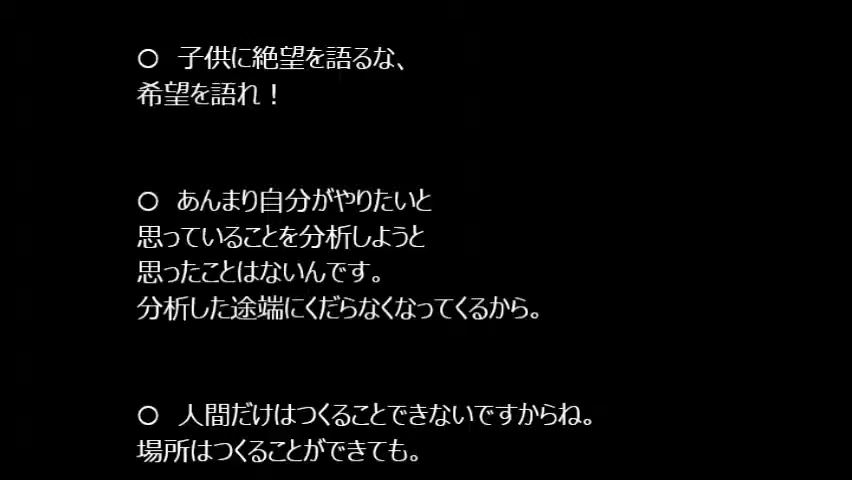 ○ 子供に絶望を語るな、
希望を語れ！
○ あんまり自分がやりたいと
思っていることを分析しようと
思ったことはないんです。
分析した途端にくだらなくなってくるから。
○ 人間だけはつくることできないですからね。
場所はつくることができても。